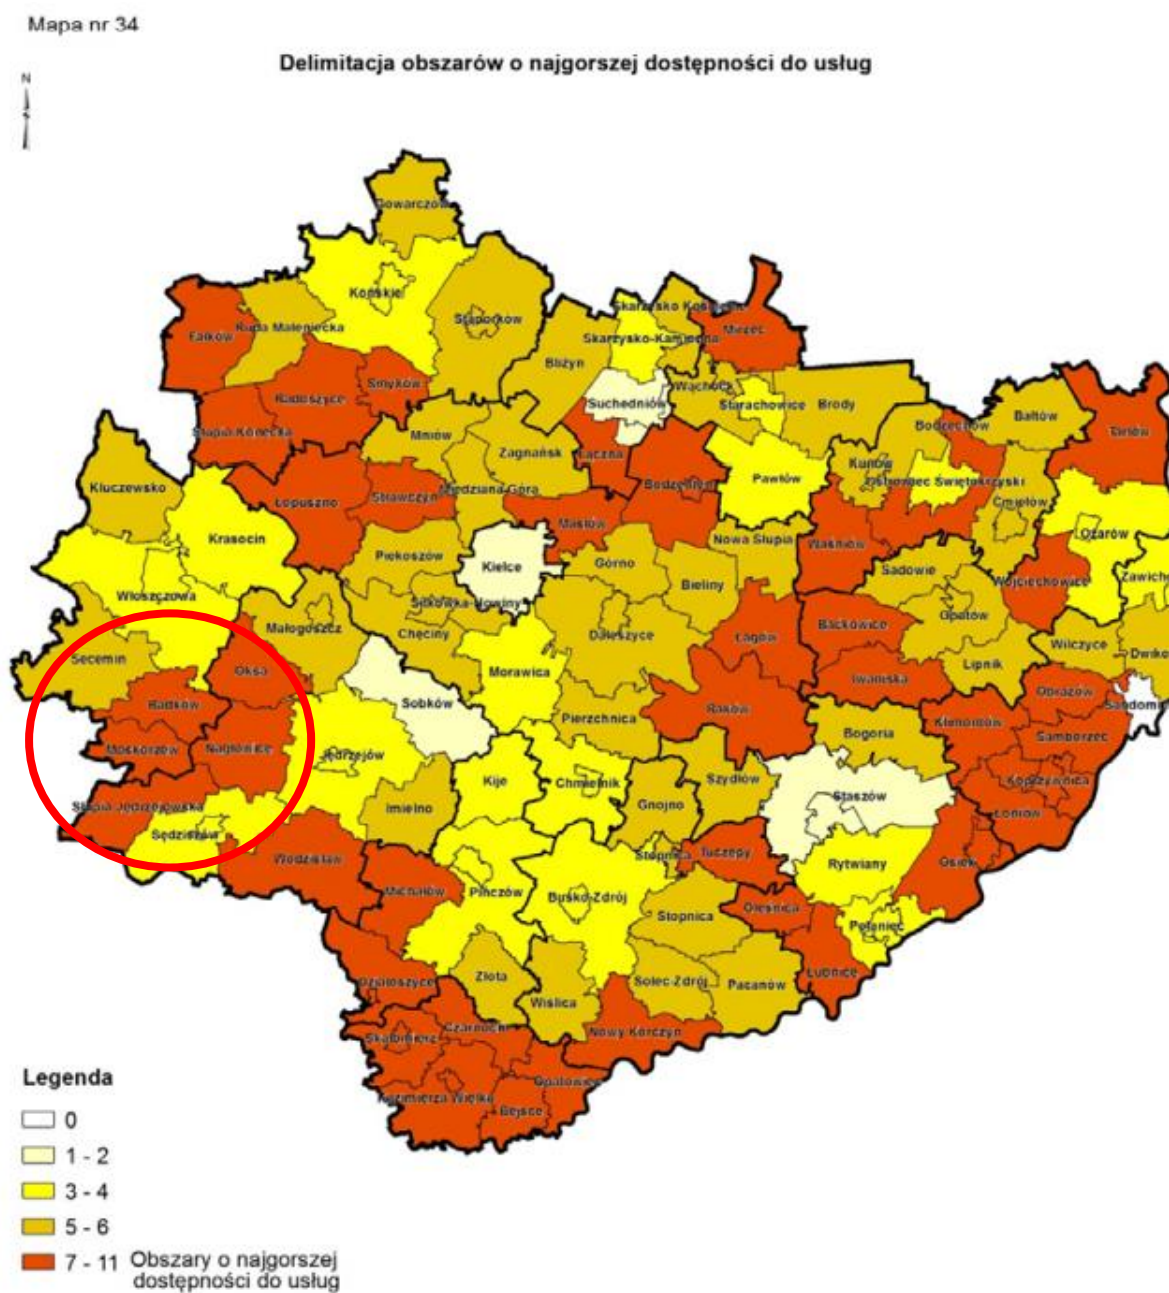 Mapa nr 34
Delimitacja obszarów o najgorszej dostępności do usług
N
S
Gowarczów
Końskie
Stąporków
Ruda Maleniecka
Fałków
Skarżysko-Kamienna
Mirzec
Bliżyn
Smyków
Radoszyce
Suchedniów
Wąchock
Starachowice
Brody
Bałtów
Tarłów
Bodzechów
Słupia Konecka
Mniów
Zagnańsk
Łączna
Kunów
Pawłów
Kluczewsko
Łopuszno
Strawczyn
Miedziana Góra
Bodzentyn
Ostrowiec Świętokrzyski
Ćmielów
Masłów
Ożarów
Krasocin
Piekoszów
Kielce
Górno
Nowa Słupia
Waśniów
Sadowie
Wojciechowice
Zawicho
Bieliny
Włoszczowa
Sitkówka-Nowiny
Małogoszcz
Chęciny
Daleszyce
Łagów
Baćkowice
Opatów
Wilczyce
Dwiko
Secemin
Oksa
Morawica
Iwaniska
Lipnik
Obrazów
Sandomi
Radków
Sobków
Pierzchnica
Raków
Klimontów
Samborzec
Moskorzew
Nagłowice
Jędrzejów
Bogoria
Kije
Chmielnik
Szydłów
Koprzywnica
Słupia Jędrzejowska
Imielno
Gnojno
Staszów
Łoniów
Sędziszów
Wodzisław
Stopnica
Tuczępy
Rytwiany
Osiek
Michałów
Pińczów
Busko-Zdrój
Oleśnica
Stopnica
Połaniec
Działoszyce
Złota
Wiślica
Solec-Zdrój
Pacanów
Łubnice
Czarnocin
Nowy Korczyn
Skalbmierz
Opatowiec
Kazimierza Wielka
Bejsce
Legenda
0
1 - 2
3 - 4
5 - 6
7 - 11 Obszary o najgorszej
dostępności do usług